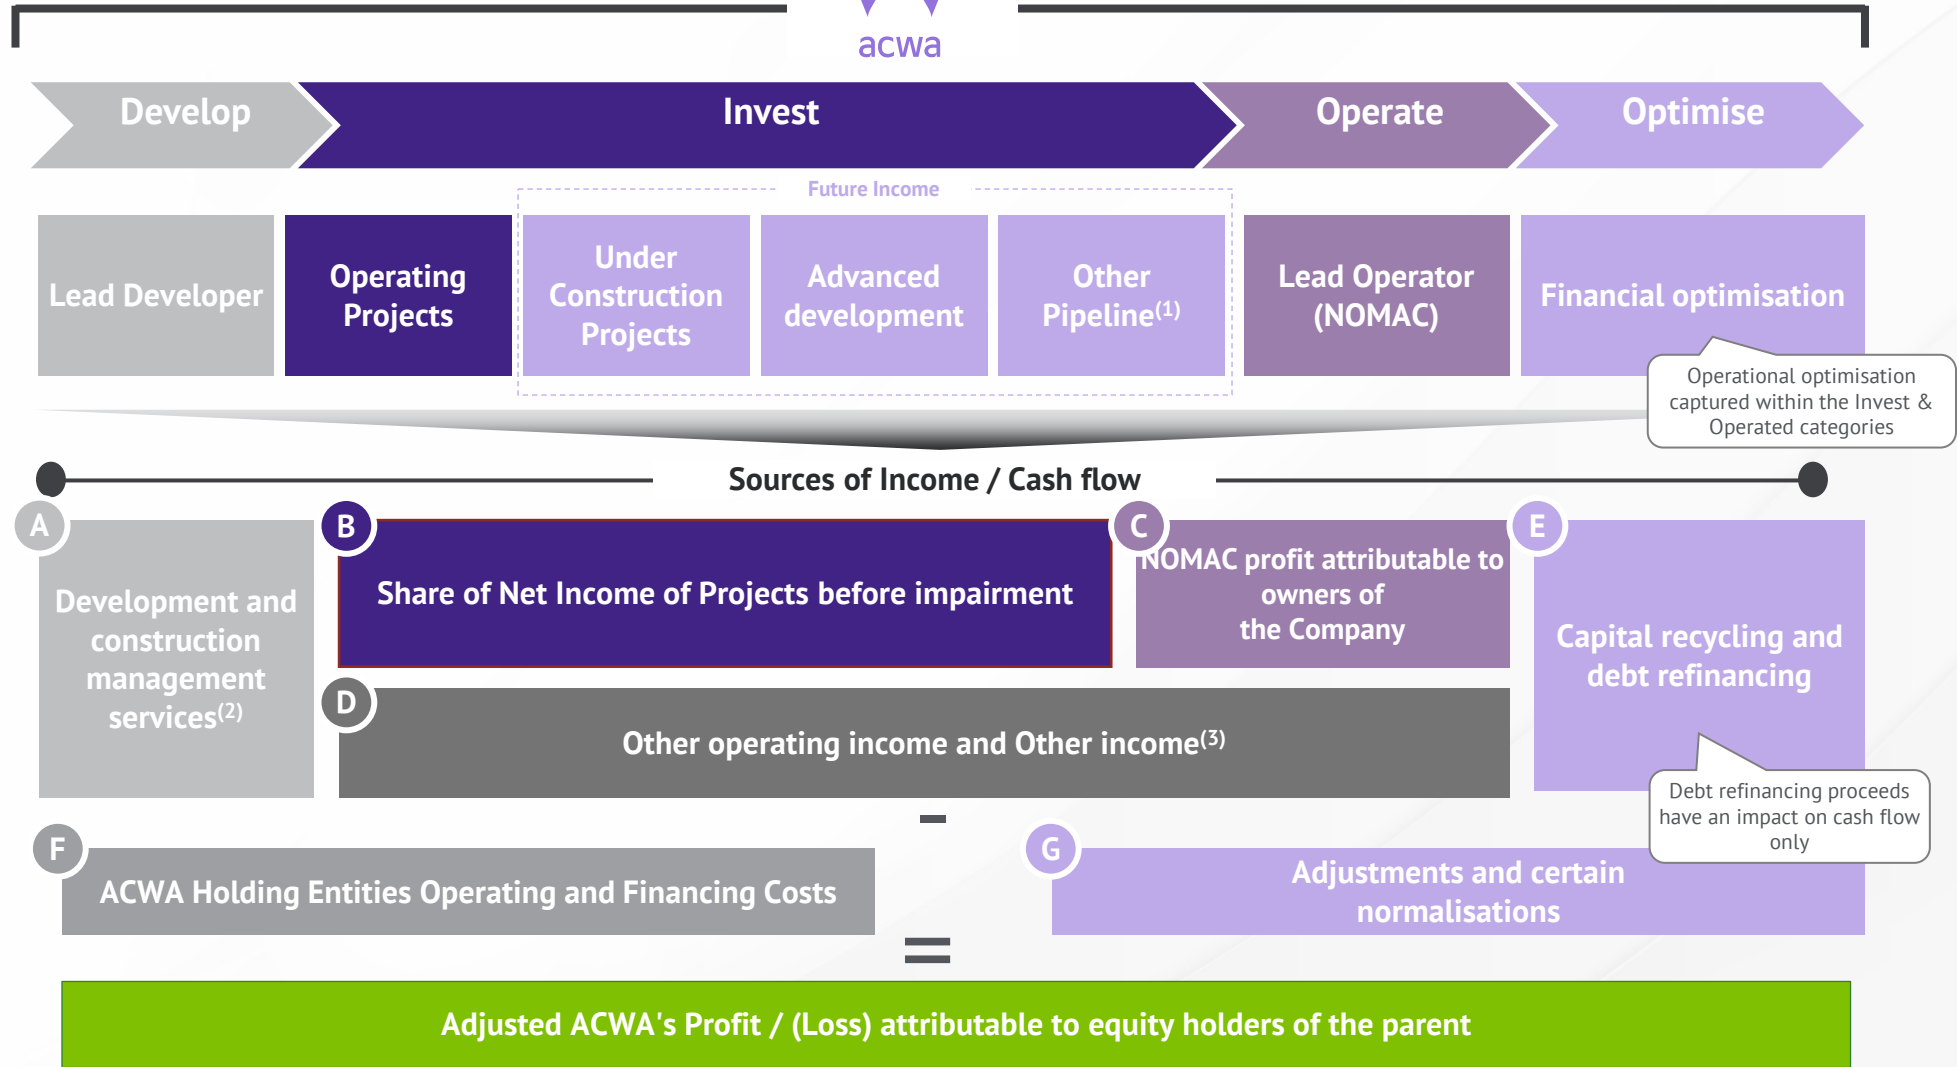 acwa
Develop
Invest
Operate
Optimise
Future Income
Lead Developer
Operating
Projects
Under
Construction
Projects
Advanced
development
Other
Pipeline(1)
Lead Operator
(NOMAC)
Financial optimisation
Operational optimisation
captured within the Invest &
Operated categories
Sources of Income / Cash flow
A
Development and
construction
management
services(2)
B
Share of Net Income of Projects before impairment
C
NOMAC profit attributable to
owners of
the Company
D
Other operating income and Other income(3)
E
Capital recycling and
debt refinancing
Debt refinancing proceeds
have an impact on cash flow
only
-
F
ACWA Holding Entities Operating and Financing Costs
G
Adjustments and certain
normalisations
=
Adjusted ACWA's Profit / (Loss) attributable to equity holders of the parent